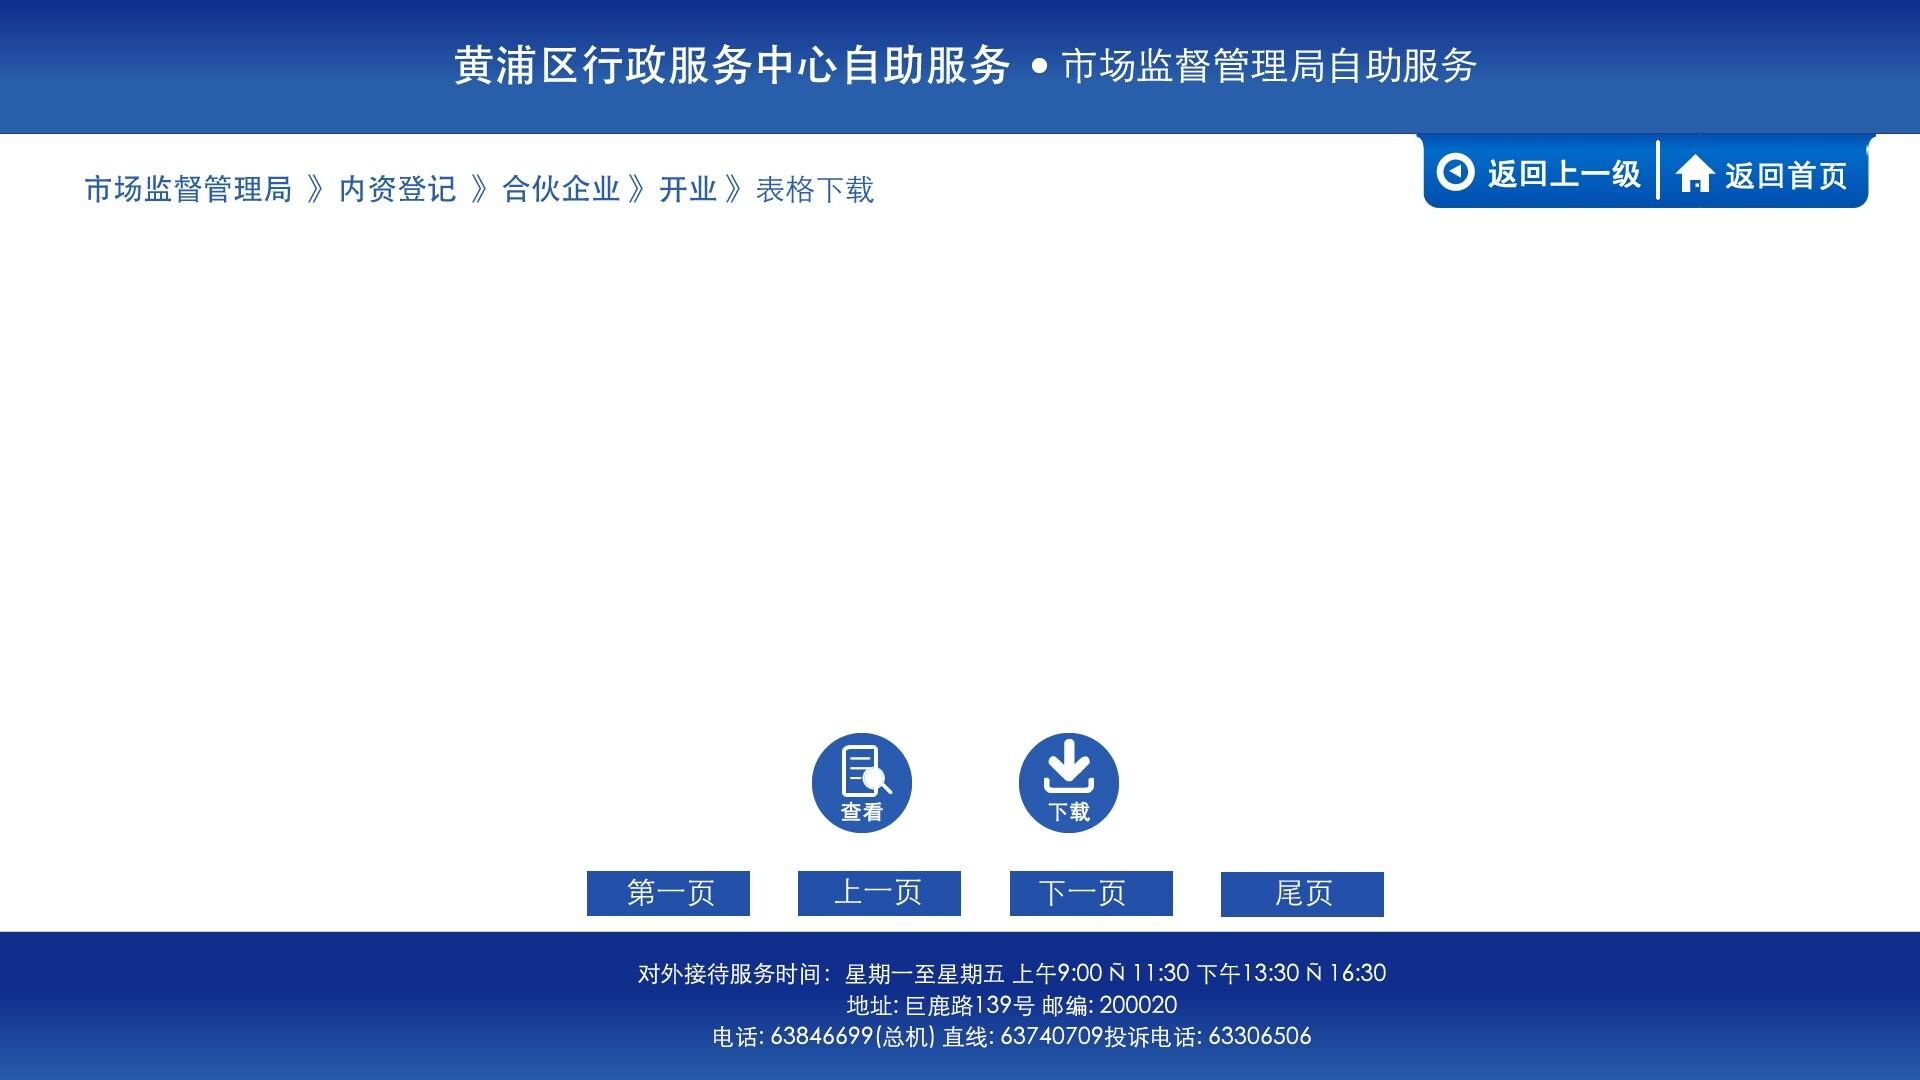 黄浦区行政服务中心自助服务 • 市场监督管理局自助服务
返回上一级 返回首页
市场监督管理局 》内资登记 》合伙企业 》开业 》表格下载
查看 下载
第一页 上一页 下一页 尾页
对外接待服务时间：星期一至星期五 上午9:00 Ñ 11:30 下午13:30 Ñ 16:30
地址: 巨鹿路139号 邮编: 200020
电话: 63846699(总机) 直线: 63740709投诉电话: 63306506